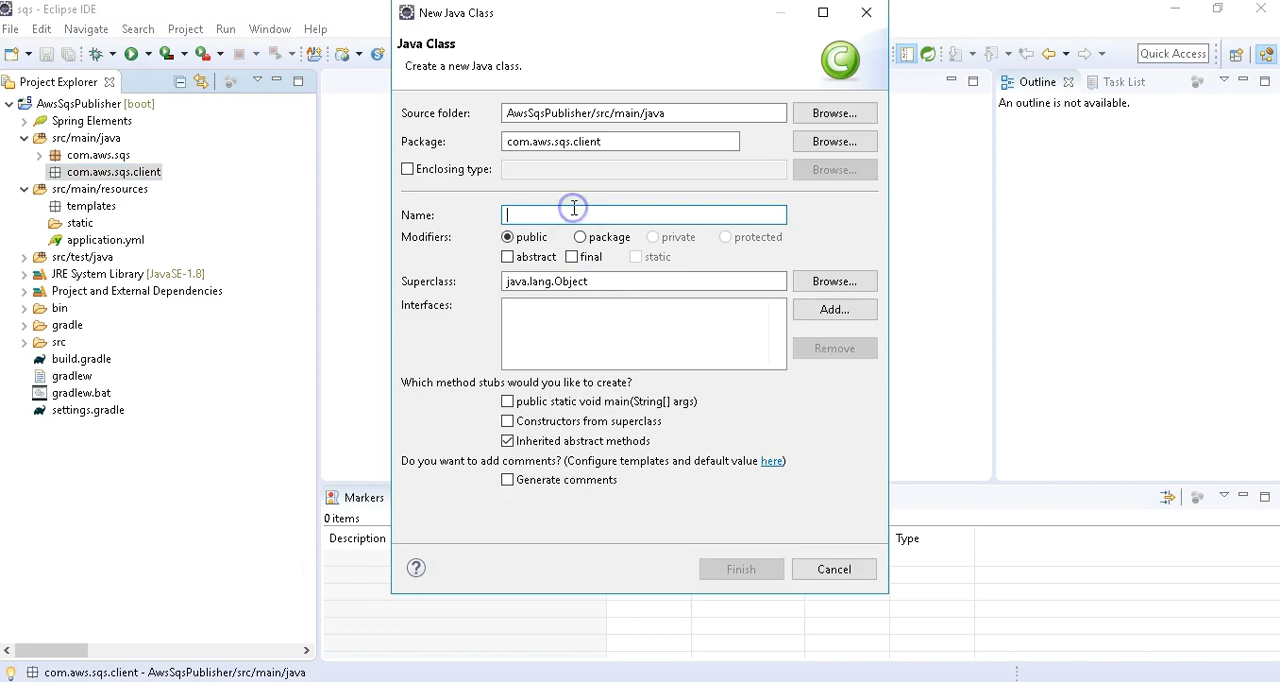 sqs - Eclipse IDE
File Edit Navigate Search Project Run Window Help
Quick Access
Project Explorer
AwsSqsPublisher [boot]
Spring Elements
src/main/java
com.aws.sqs
com.aws.sqs.client
src/main/resources
templates
static
application.yml
src/test/java
JRE System Library [JavaSE-1.8]
Project and External Dependencies
bin
gradle
src
build.gradle
gradlew
gradlew.bat
settings.gradle
New Java Class
Java Class
Create a new Java class.
Source folder: AwsSqsPublisher/src/main/java Browse...
Package: com.aws.sqs.client Browse...
Enclosing type: Browse...
Name:
Modifiers: public package private protected
abstract final static
Superclass: java.lang.Object Browse...
Interfaces: Add...
Remove
Which method stubs would you like to create?
public static void main(String[] args)
Constructors from superclass
Inherited abstract methods
Do you want to add comments? (Configure templates and default value here)
Generate comments
Finish Cancel
Outline Task List
An outline is not available.
Markers
0 items
Description Type
com.aws.sqs.client - AwsSqsPublisher/src/main/java